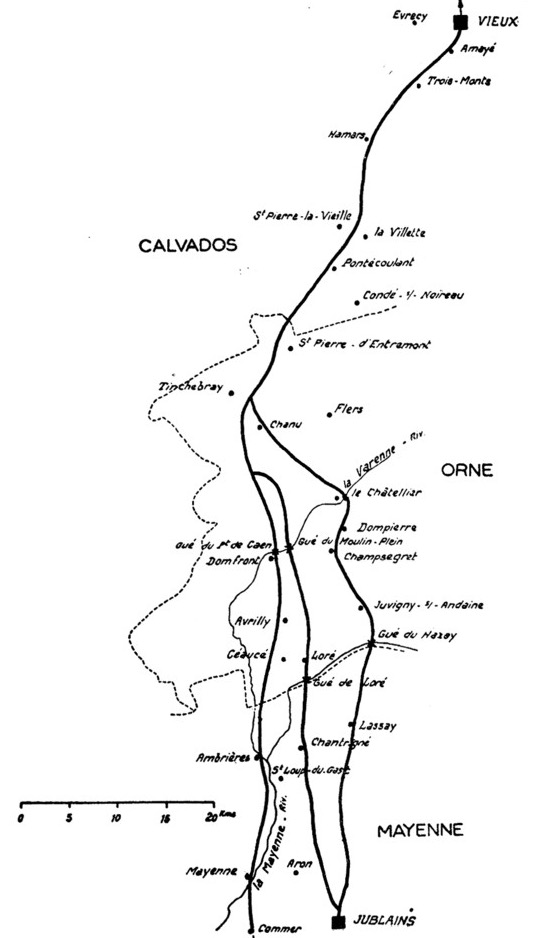 Evrecy
VIEUX
Amayé
Trois-Monts
Hamars
St Pierre-la-Vieille
la Villette
CALVADOS
Pontécoulant
Condé-s/-Noireau
St Pierre-d'Entremont
Tinchebray
Flers
Chanu
la Varenne-Riv.
ORNE
le Châtellier
Dompierre
Gué du Pt de Caen
Gué du Moulin-Plein
Domfront
Champsegret
Juvigny-s/-Andaine
Avrilly
Gué du Hazay
Céaucé
Loré
Gué de Loré
Lassay
Chantrigné
Ambrières
St Loup-du-Gast
0 5 10 15 20 Kms
la Mayenne-Riv.
MAYENNE
Mayenne
Aron
JUBLAINS
Commer